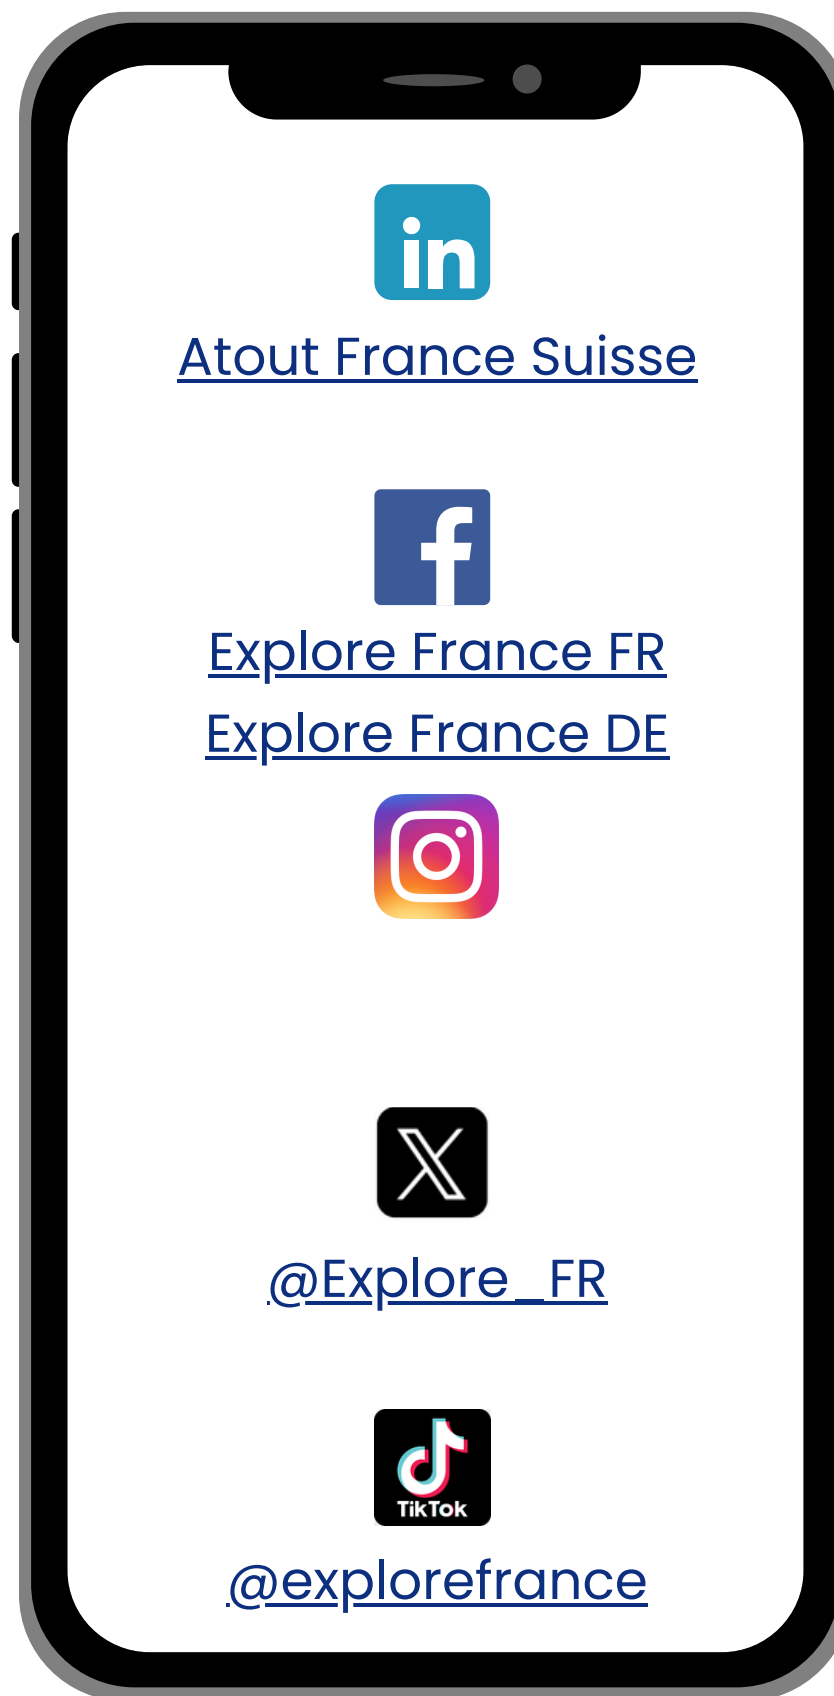 in
Atout France Suisse
f
Explore France FR
Explore France DE
X
@Explore_FR
TikTok
@explorefrance